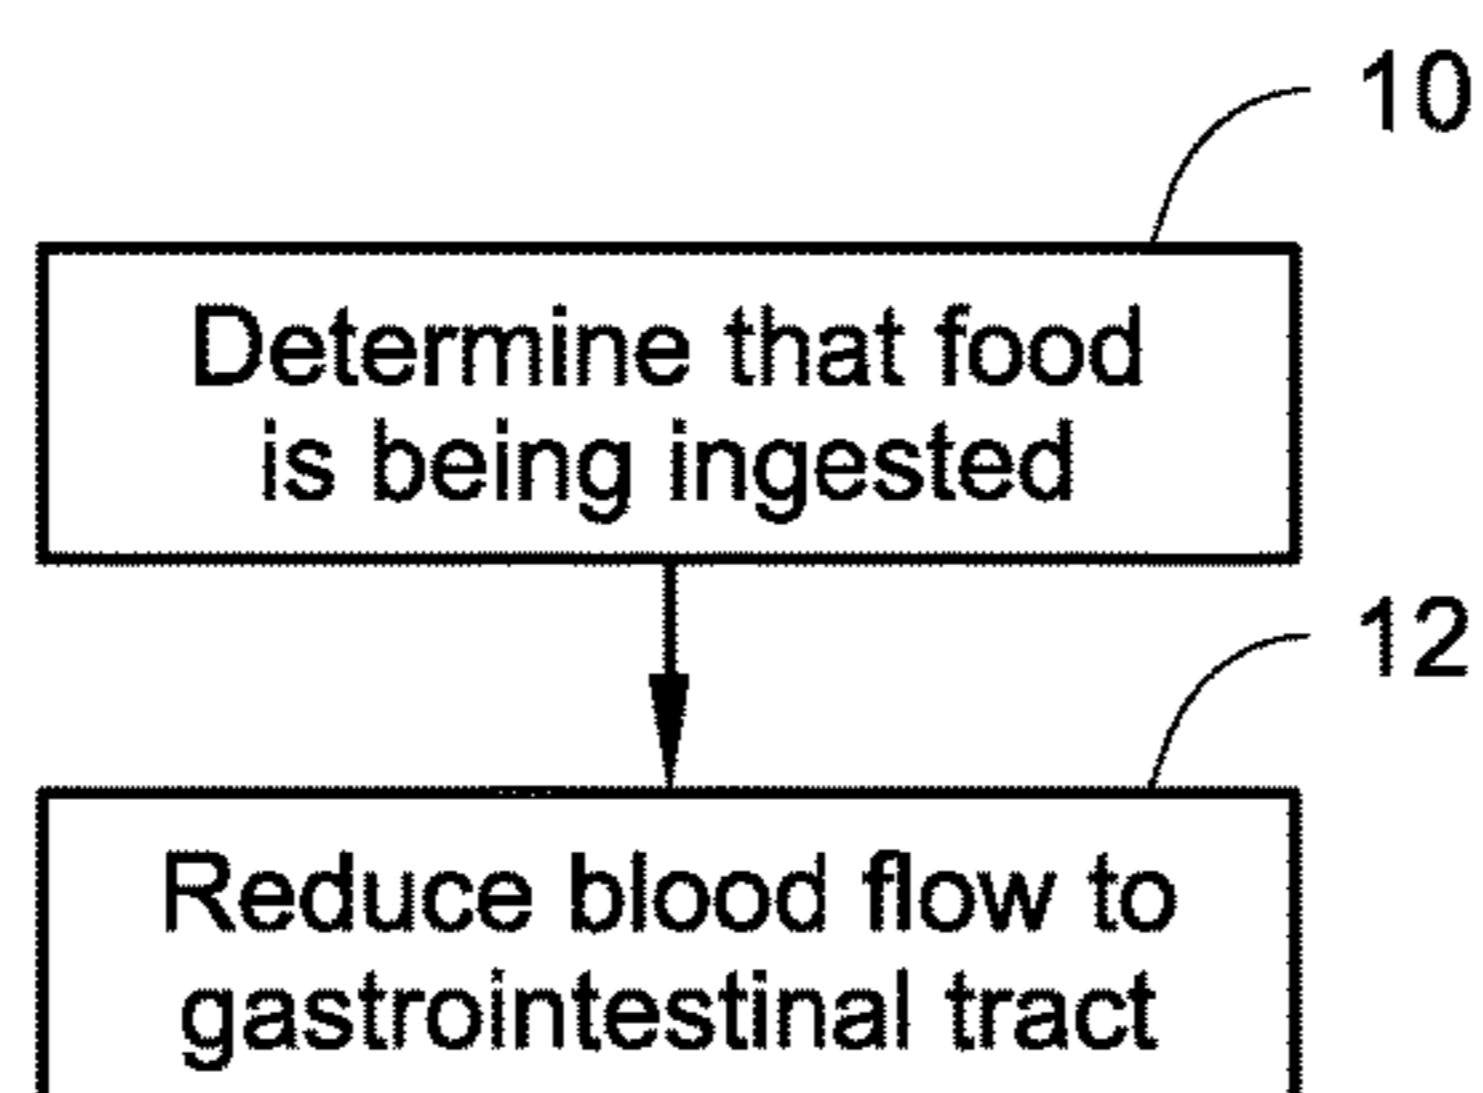 10
Determine that food
is being ingested
12
Reduce blood flow to
gastrointestinal tract